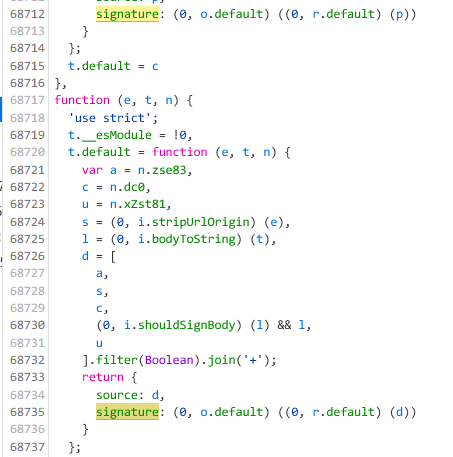 68712 signature: (0, o.default) ((0, r.default) (p))
68713 }
68714 };
68715 t.default = c
68716 },
68717 function (e, t, n) {
68718 'use strict';
68719 t.__esModule = !0,
68720 t.default = function (e, t, n) {
68721 var a = n.zse83,
68722 c = n.dc0,
68723 u = n.xZst81,
68724 s = (0, i.stripUrlOrigin) (e),
68725 l = (0, i.bodyToString) (t),
68726 d = [
68727 a,
68728 s,
68729 c,
68730 (0, i.shouldSignBody) (l) && l,
68731 u
68732 ].filter(Boolean).join('+');
68733 return {
68734 source: d,
68735 signature: (0, o.default) ((0, r.default) (d))
68736 }
68737 };